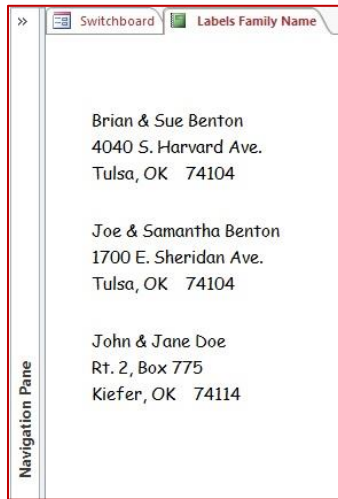 » Switchboard Labels Family Name
Brian & Sue Benton
4040 S. Harvard Ave.
Tulsa, OK 74104
Joe & Samantha Benton
1700 E. Sheridan Ave.
Tulsa, OK 74104
John & Jane Doe
Rt. 2, Box 775
Kiefer, OK 74114
Navigation Pane